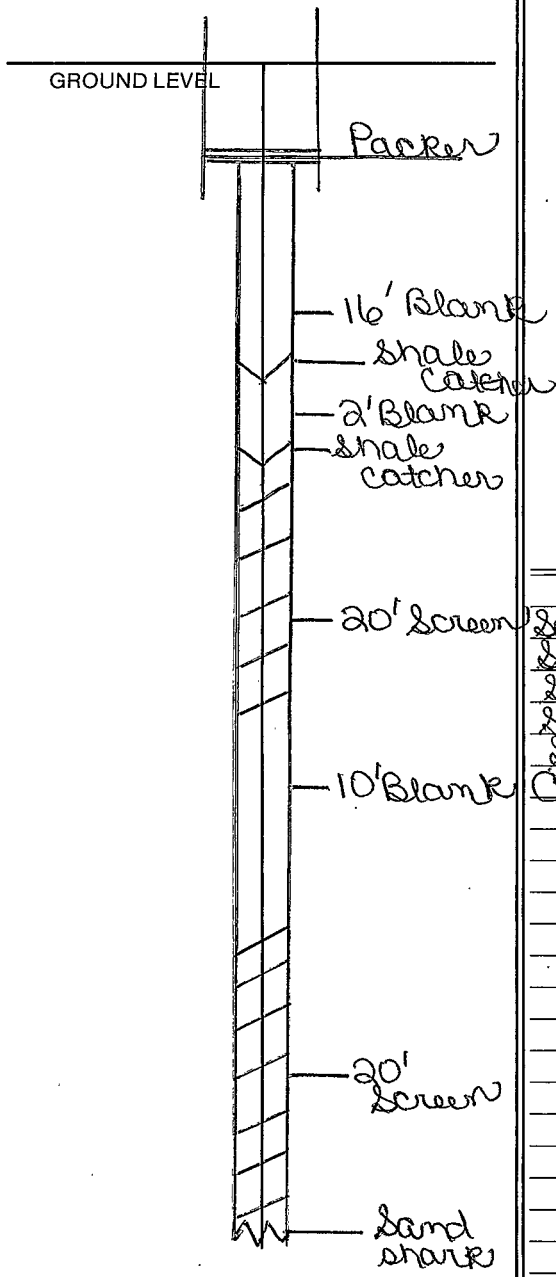 GROUND LEVEL
Packer
16' Blank
Shale
catcher
2' Blank
Shale
catcher
20' Screen
10' Blank
20'
Screen
Sand
shark